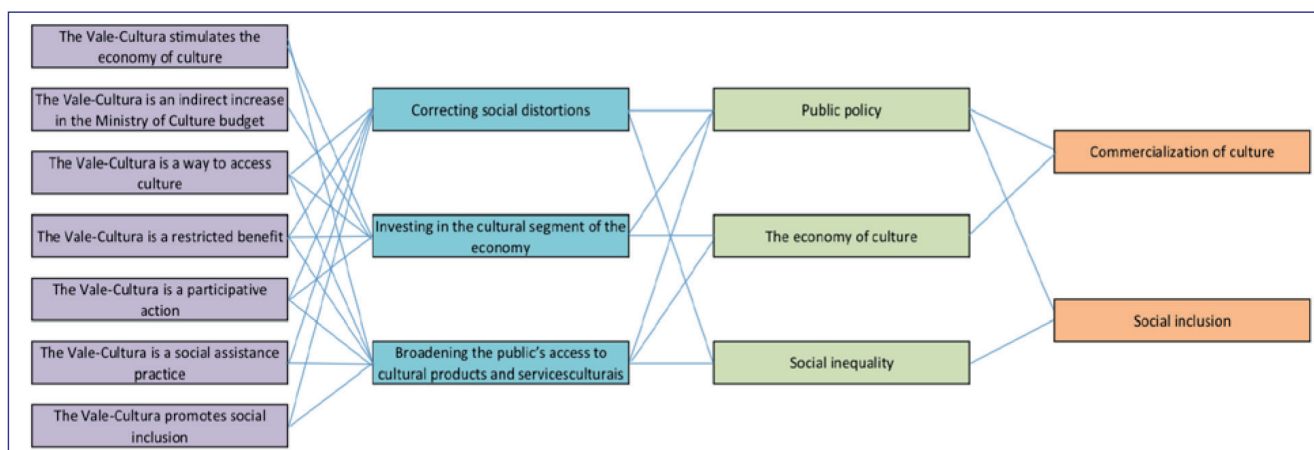 The Vale-Cultura stimulates the
economy of culture
The Vale-Cultura is an indirect increase
in the Ministry of Culture budget
The Vale-Cultura is a way to access
culture
The Vale-Cultura is a restricted benefit
The Vale-Cultura is a participative
action
The Vale-Cultura is a social assistance
practice
The Vale-Cultura promotes social
inclusion
Correcting social distortions
Investing in the cultural segment of the
economy
Broadening the public's access to
cultural products and servicesculturais
Public policy
The economy of culture
Social inequality
Commercialization of culture
Social inclusion